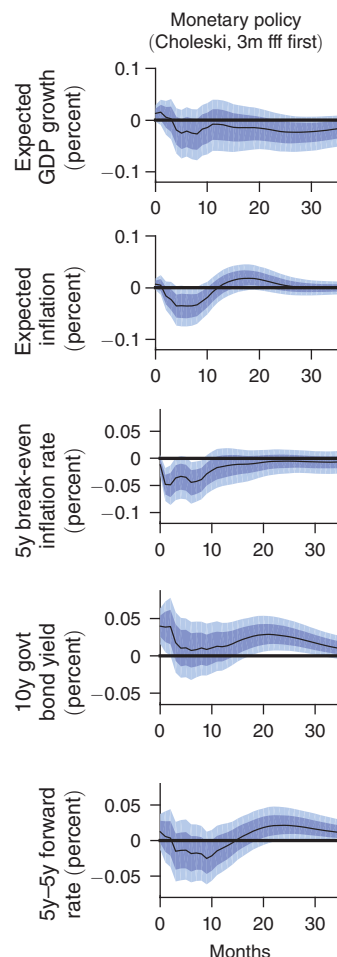 Monetary policy
(Choleski, 3m fff first)
Expected
GDP growth
(percent)
0.1
0
−0.1
0 10 20 30
Expected
inflation
(percent)
0.1
0
−0.1
0 10 20 30
5y break-even
inflation rate
(percent)
0.05
0
−0.05
−0.1
0 10 20 30
10y govt
bond yield
(percent)
0.05
0
−0.05
0 10 20 30
5y–5y forward
rate (percent)
0.05
0
−0.05
0 10 20 30
Months